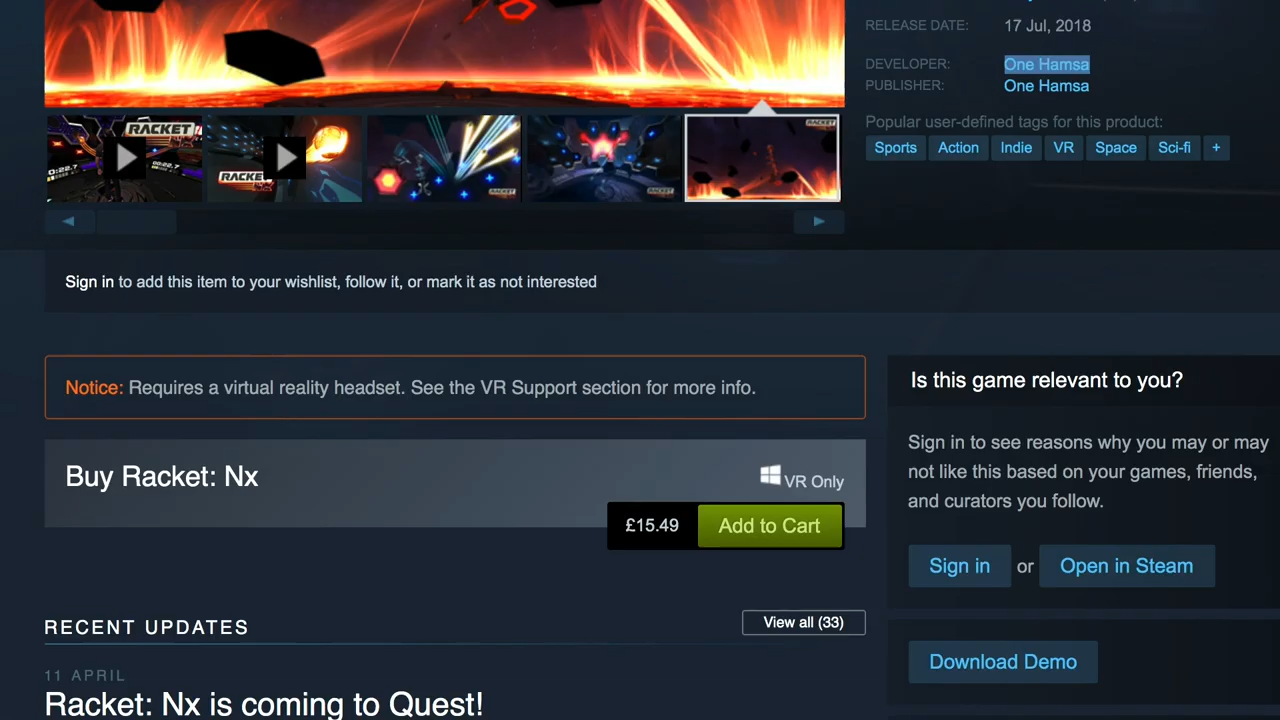 RELEASE DATE: 17 Jul, 2018
DEVELOPER: One Hamsa
PUBLISHER: One Hamsa
Popular user-defined tags for this product:
Sports Action Indie VR Space Sci-fi +
RACKET
RACKET
RACKET
RACKET
RACKET
Sign in to add this item to your wishlist, follow it, or mark it as not interested
Notice: Requires a virtual reality headset. See the VR Support section for more info.
Buy Racket: Nx
VR Only
£15.49 Add to Cart
Is this game relevant to you?
Sign in to see reasons why you may or may
not like this based on your games, friends,
and curators you follow.
Sign in or Open in Steam
Download Demo
RECENT UPDATES
View all (33)
11 APRIL
Racket: Nx is coming to Quest!